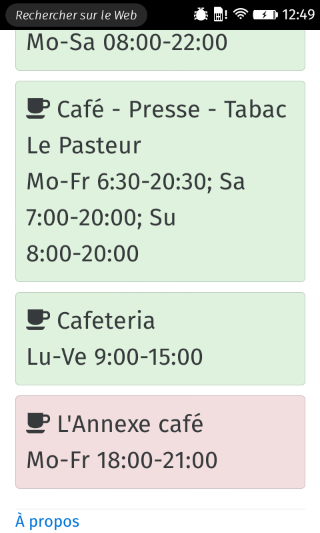 Rechercher sur le Web
12:49
Mo-Sa 08:00-22:00
Café - Presse - Tabac
Le Pasteur
Mo-Fr 6:30-20:30; Sa
7:00-20:00; Su
8:00-20:00
Cafeteria
Lu-Ve 9:00-15:00
L'Annexe café
Mo-Fr 18:00-21:00
À propos